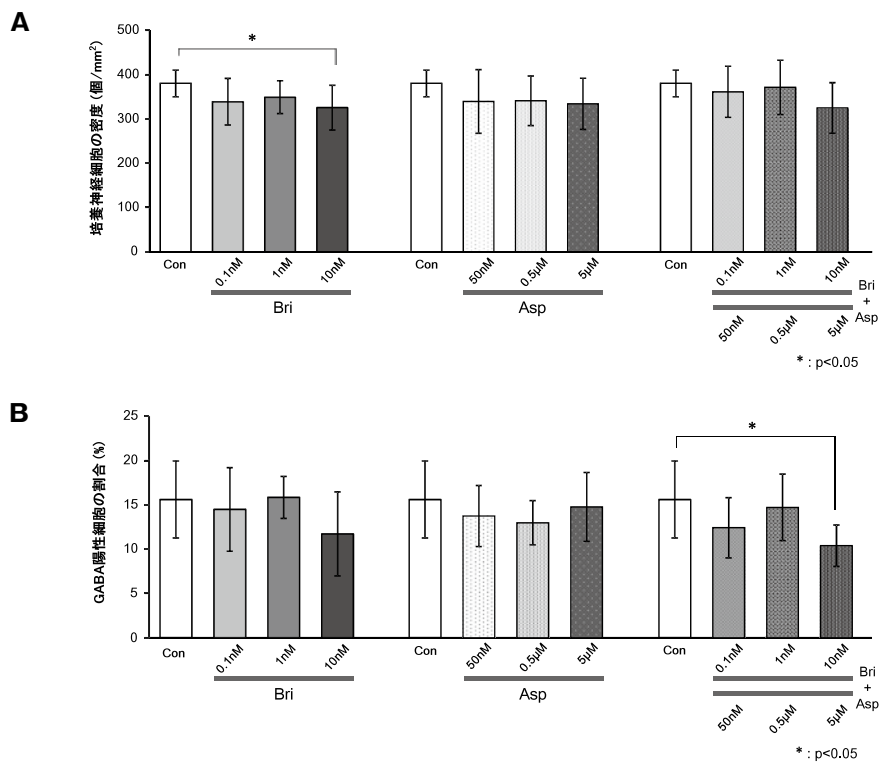 A
培養神経細胞の密度 (個/mm²)
500
400
300
200
100
0
*
Con
0.1nM
1nM
10nM
Bri
Con
50nM
0.5μM
5μM
Asp
Con
0.1nM
1nM
10nM
50nM
0.5μM
5μM
Bri
+
Asp
* : p<0.05
B
GABA陽性細胞の割合 (%)
25
20
15
10
5
0
*
Con
0.1nM
1nM
10nM
Bri
Con
50nM
0.5μM
5μM
Asp
Con
0.1nM
1nM
10nM
50nM
0.5μM
5μM
Bri
+
Asp
* : p<0.05